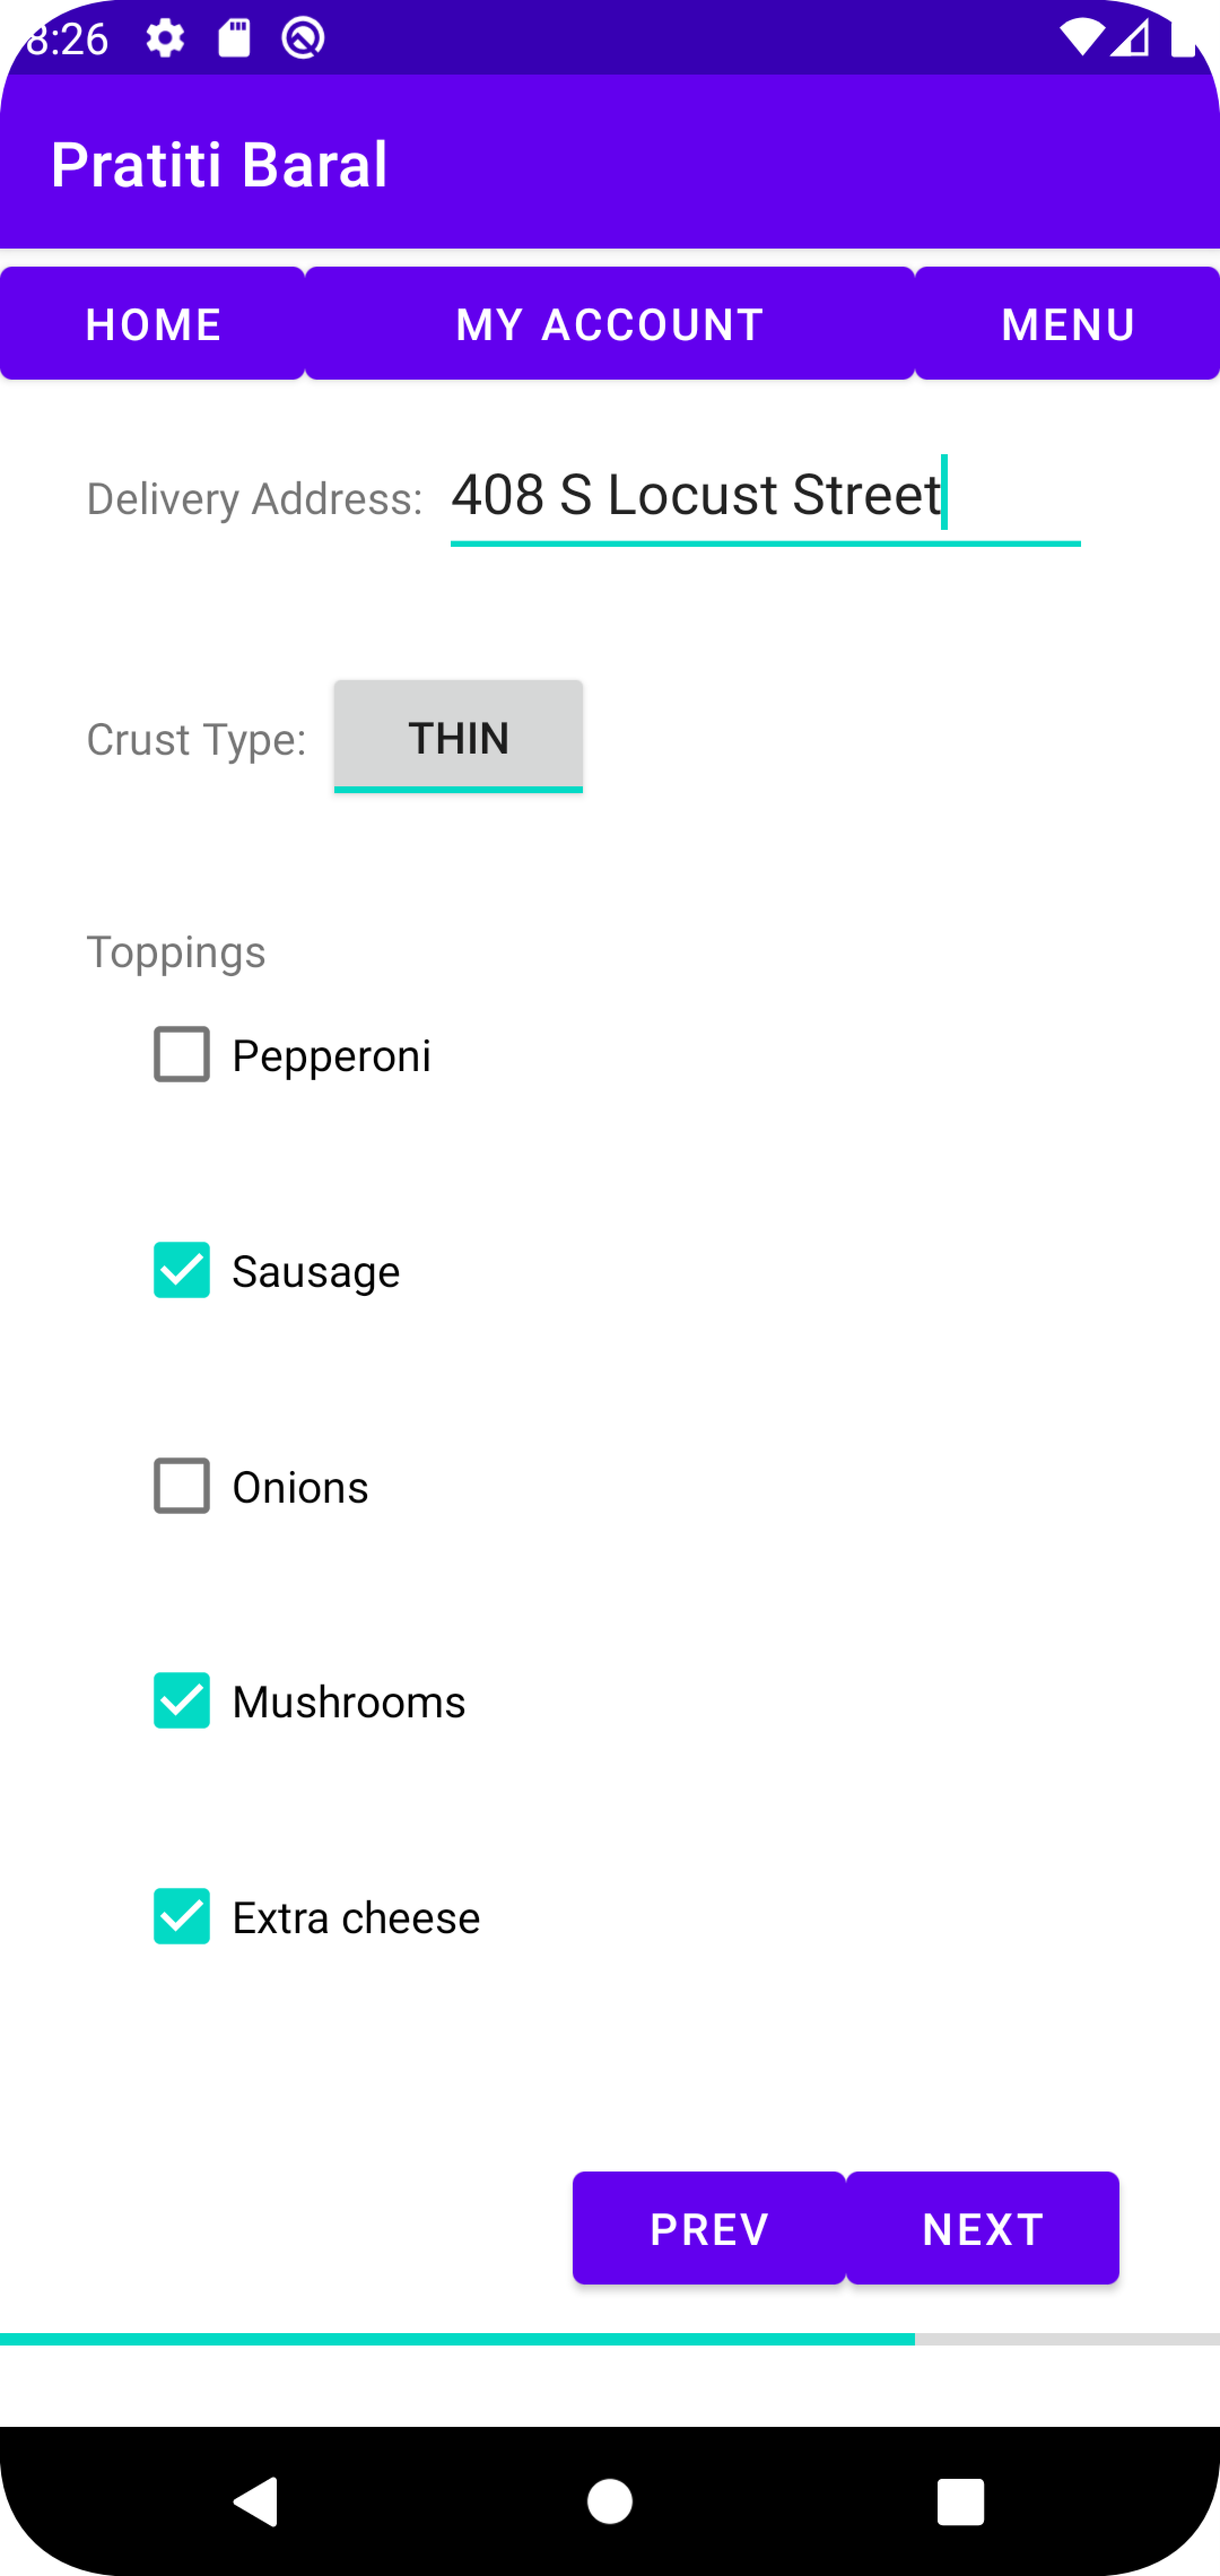 8:26
Pratiti Baral
HOME MY ACCOUNT MENU
Delivery Address: 408 S Locust Street
Crust Type: THIN
Toppings
Pepperoni
Sausage
Onions
Mushrooms
Extra cheese
PREV NEXT